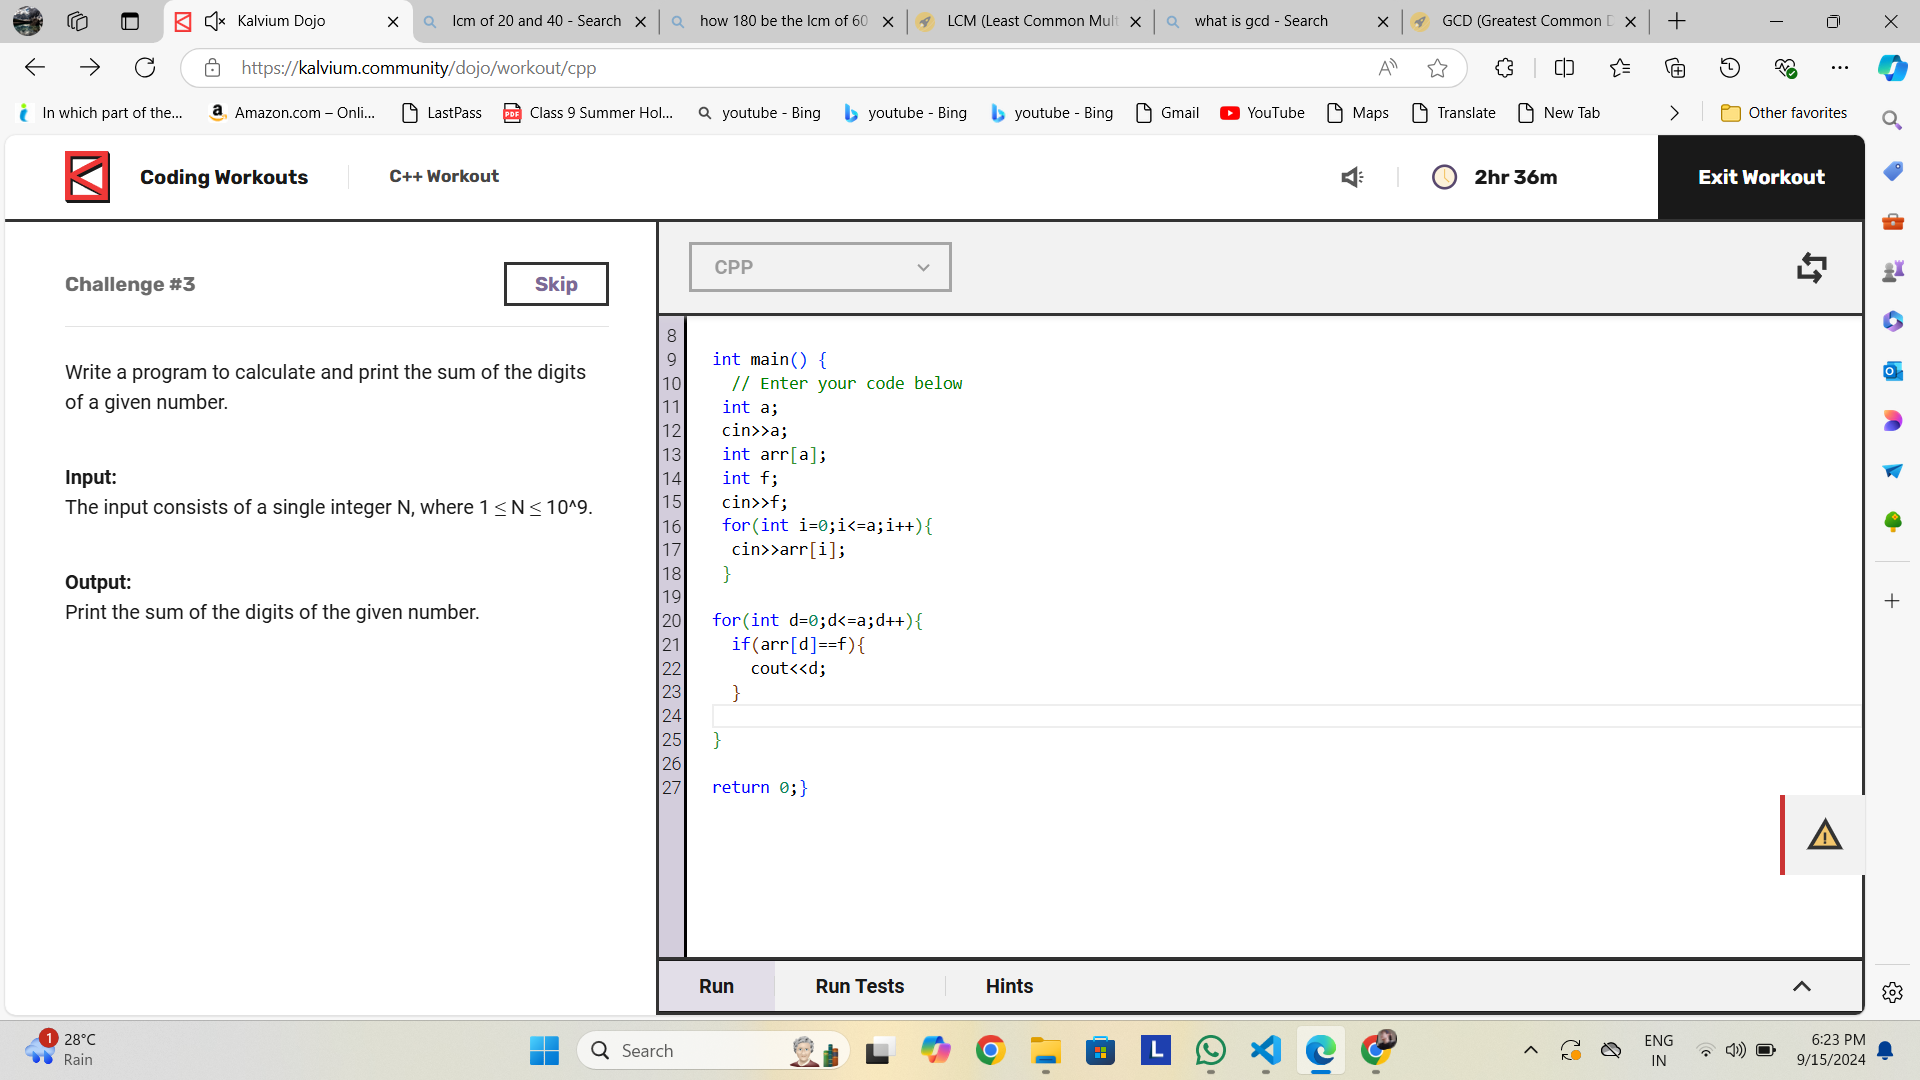 Kalvium Dojo
lcm of 20 and 40 - Search
how 180 be the lcm of 60
LCM (Least Common Mult
what is gcd - Search
GCD (Greatest Common D
https://kalvium.community/dojo/workout/cpp
In which part of the...
Amazon.com – Onli...
LastPass
Class 9 Summer Hol...
youtube - Bing
youtube - Bing
youtube - Bing
Gmail
YouTube
Maps
Translate
New Tab
Other favorites
Coding Workouts
C++ Workout
2hr 36m
Exit Workout
Challenge #3
Skip
CPP
Write a program to calculate and print the sum of the digits
of a given number.
Input:
The input consists of a single integer N, where 1 ≤ N ≤ 10^9.
Output:
Print the sum of the digits of the given number.
8
9 int main() {
10 // Enter your code below
11 int a;
12 cin>>a;
13 int arr[a];
14 int f;
15 cin>>f;
16 for(int i=0;i<=a;i++){
17 cin>>arr[i];
18 }
19
20 for(int d=0;d<=a;d++){
21 if(arr[d]==f){
22 cout<<d;
23 }
24
25 }
26
27 return 0;}
Run
Run Tests
Hints
1
28°C
Rain
Search
L
ENG
IN
6:23 PM
9/15/2024